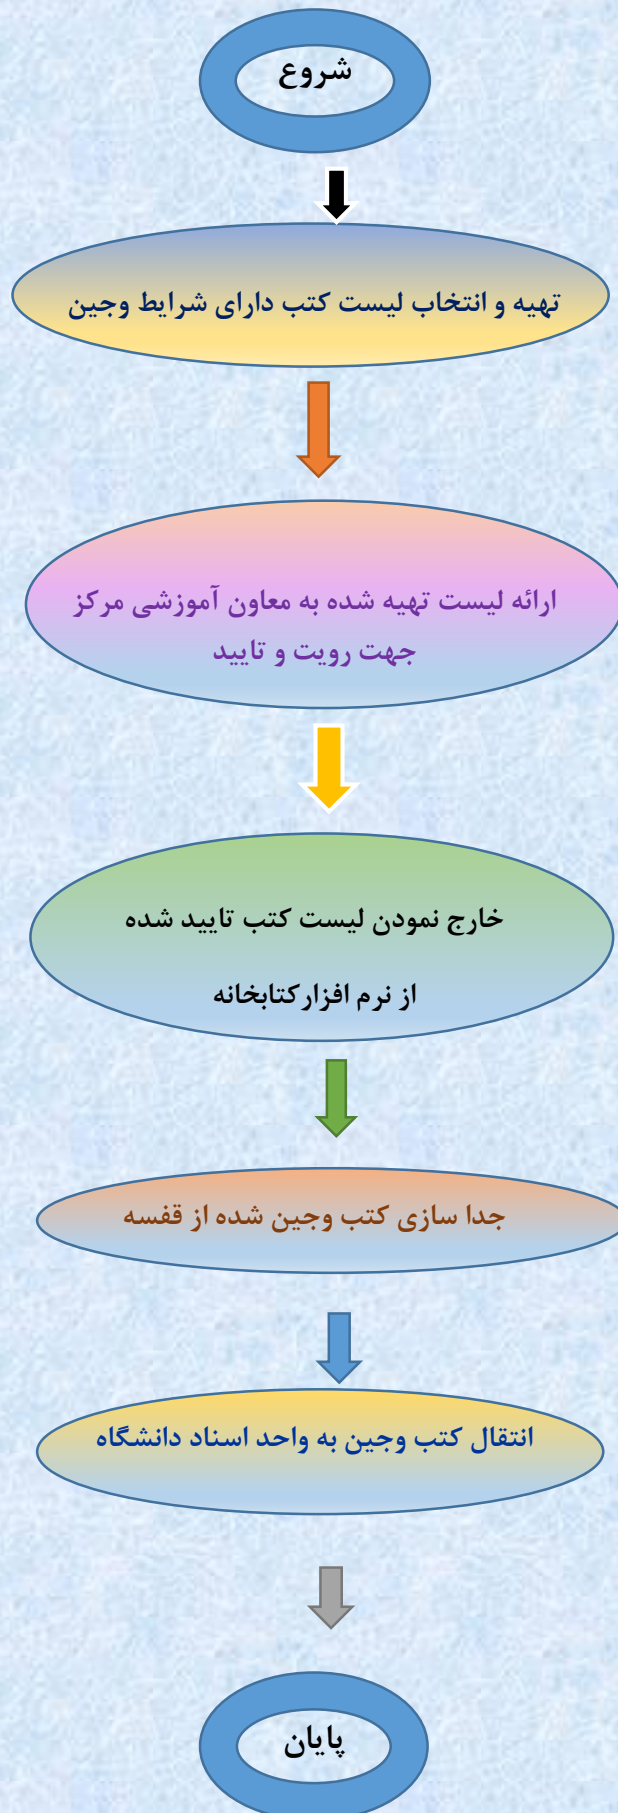 شروع
تهیه و انتخاب لیست کتب دارای شرایط وجین
ارائه لیست تهیه شده به معاون آموزشی مرکز
جهت رویت و تایید
خارج نمودن لیست کتب تایید شده
از نرم افزارکتابخانه
جدا سازی کتب وجین شده از قفسه
انتقال کتب وجین به واحد اسناد دانشگاه
پایان